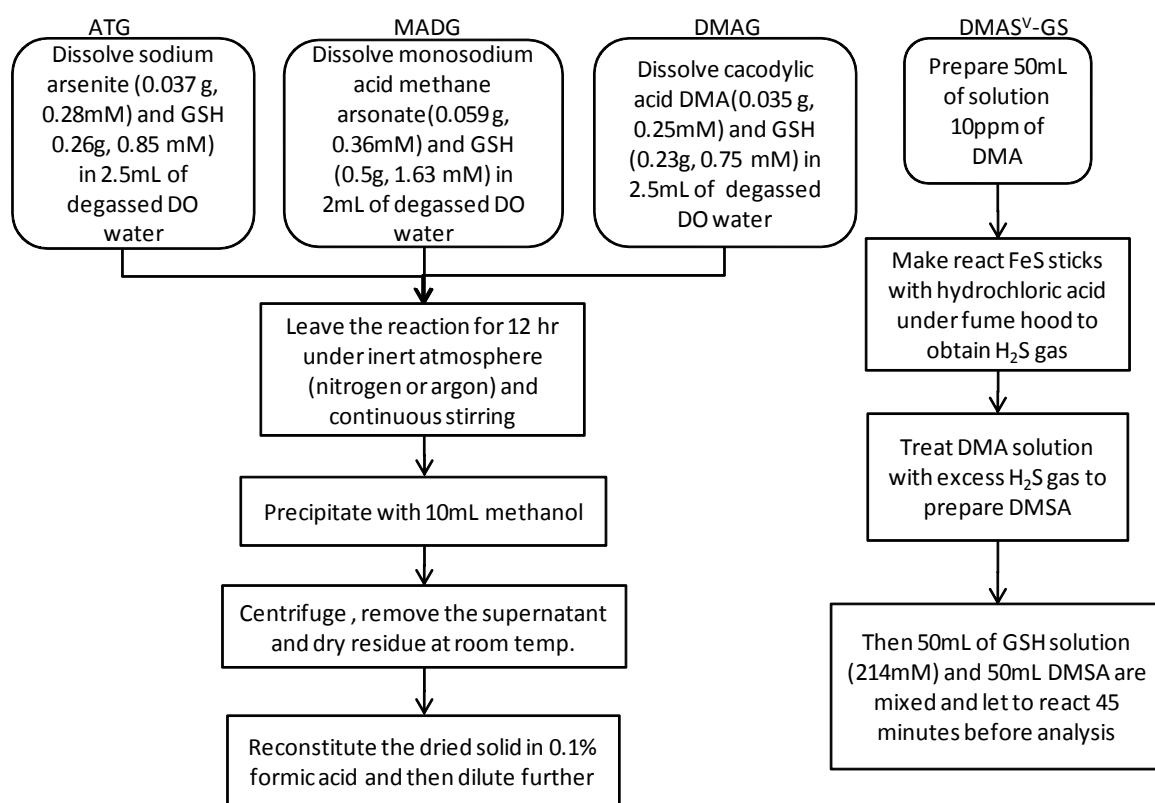 ATG
Dissolve sodium
arsenite (0.037 g,
0.28mM) and GSH
0.26g, 0.85 mM)
in 2.5mL of
degassed DO
water
MADG
Dissolve monosodium
acid methane
arsonate(0.059 g,
0.36mM) and GSH
(0.5g, 1.63 mM) in
2mL of degassed DO
water
DMAG
Dissolve cacodylic
acid DMA(0.035 g,
0.25mM) and GSH
(0.23g, 0.75 mM) in
2.5mL of degassed
DO water
Leave the reaction for 12 hr
under inert atmosphere
(nitrogen or argon) and
continuous stirring
Precipitate with 10mL methanol
Centrifuge , remove the supernatant
and dry residue at room temp.
Reconstitute the dried solid in 0.1%
formic acid and then dilute further
DMASⱽ-GS
Prepare 50mL
of solution
10ppm of
DMA
Make react FeS sticks
with hydrochloric acid
under fume hood to
obtain H₂S gas
Treat DMA solution
with excess H₂S gas to
prepare DMSA
Then 50mL of GSH solution
(214mM) and 50mL DMSA are
mixed and let to react 45
minutes before analysis